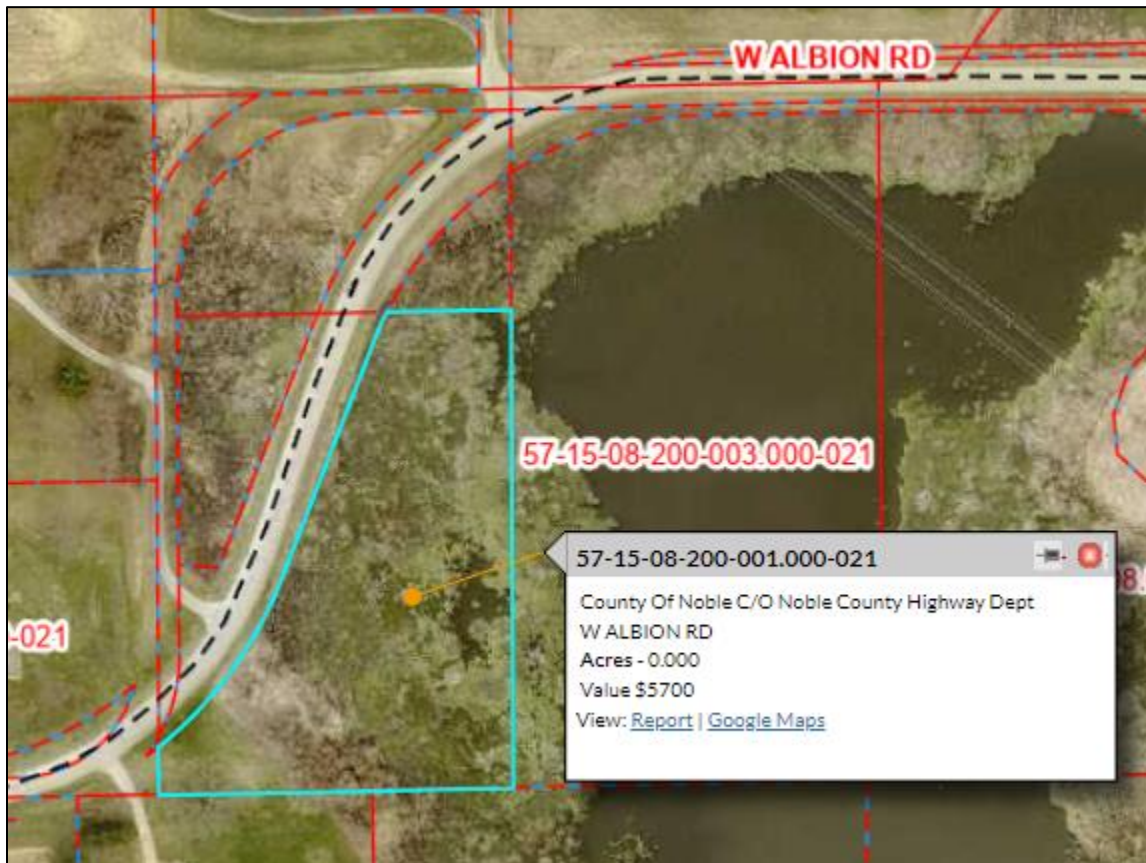 W ALBION RD
57-15-08-200-003.000-021
57-15-08-200-001.000-021
County Of Noble C/O Noble County Highway Dept
W ALBION RD
Acres - 0.000
Value $5700
View: Report | Google Maps
-021